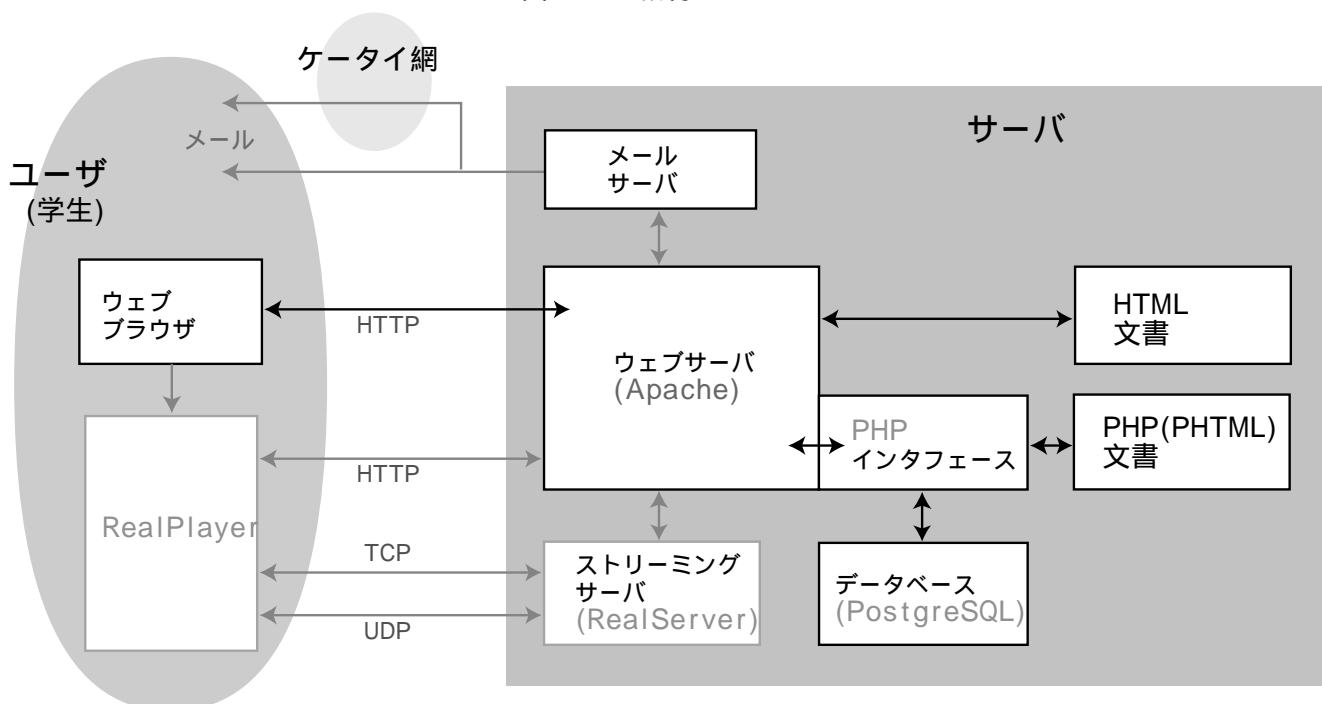 ケータイ網
サーバ
メール
メール
サーバ
ユーザ
(学生)
ウェブ
ブラウザ
HTTP
ウェブサーバ
(Apache)
HTML
文書
PHP
インタフェース
PHP(PHTML)
文書
HTTP
RealPlayer
TCP
UDP
ストリーミング
サーバ
(RealServer)
データベース
(PostgreSQL)